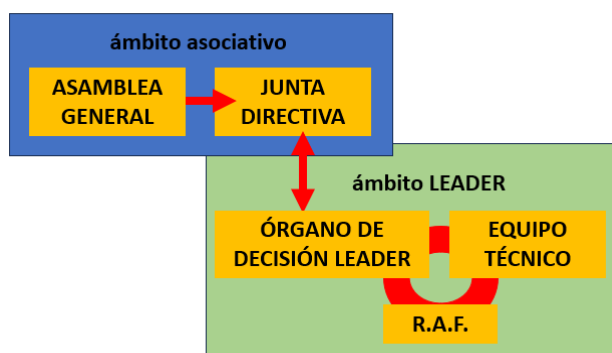 ámbito asociativo
ASAMBLEA
GENERAL
JUNTA
DIRECTIVA
ámbito LEADER
ÓRGANO DE
DECISIÓN LEADER
EQUIPO
TÉCNICO
R.A.F.